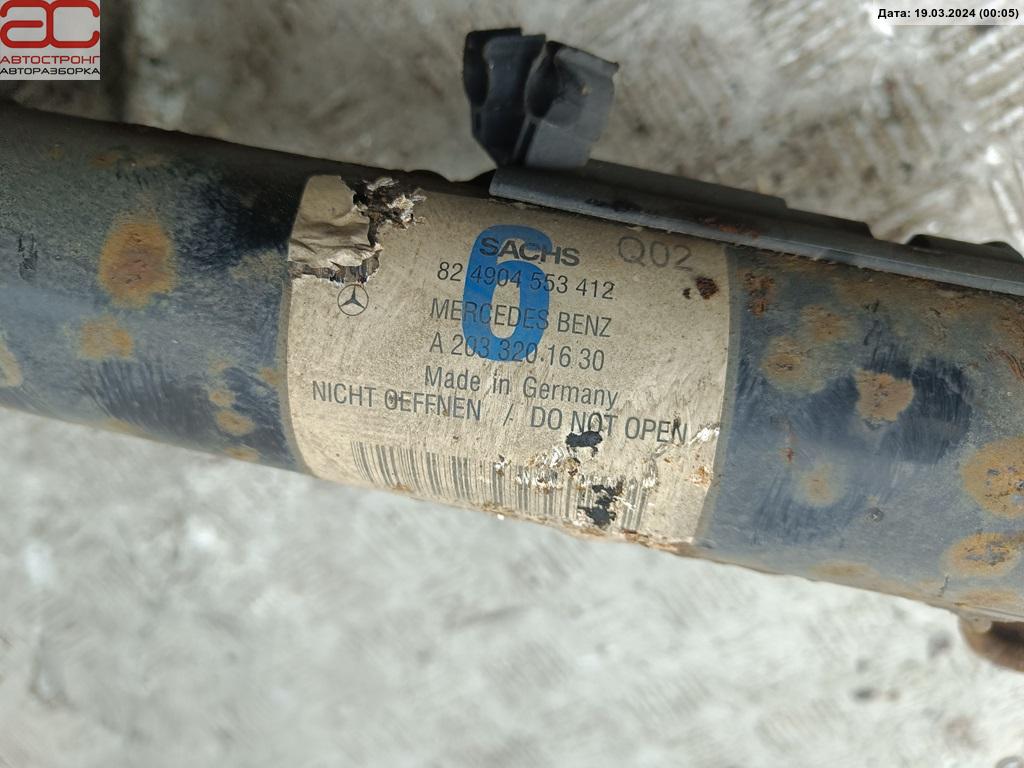 ac
АВТОСТРОНГ
АВТОРАЗБОРКА
Дата: 19.03.2024 (00:05)
SACHS Q02
6
82 4904 553 412
MERCEDES BENZ
A 203 320 16 30
Made in Germany
NICHT OEFFNEN / DO NOT OPEN